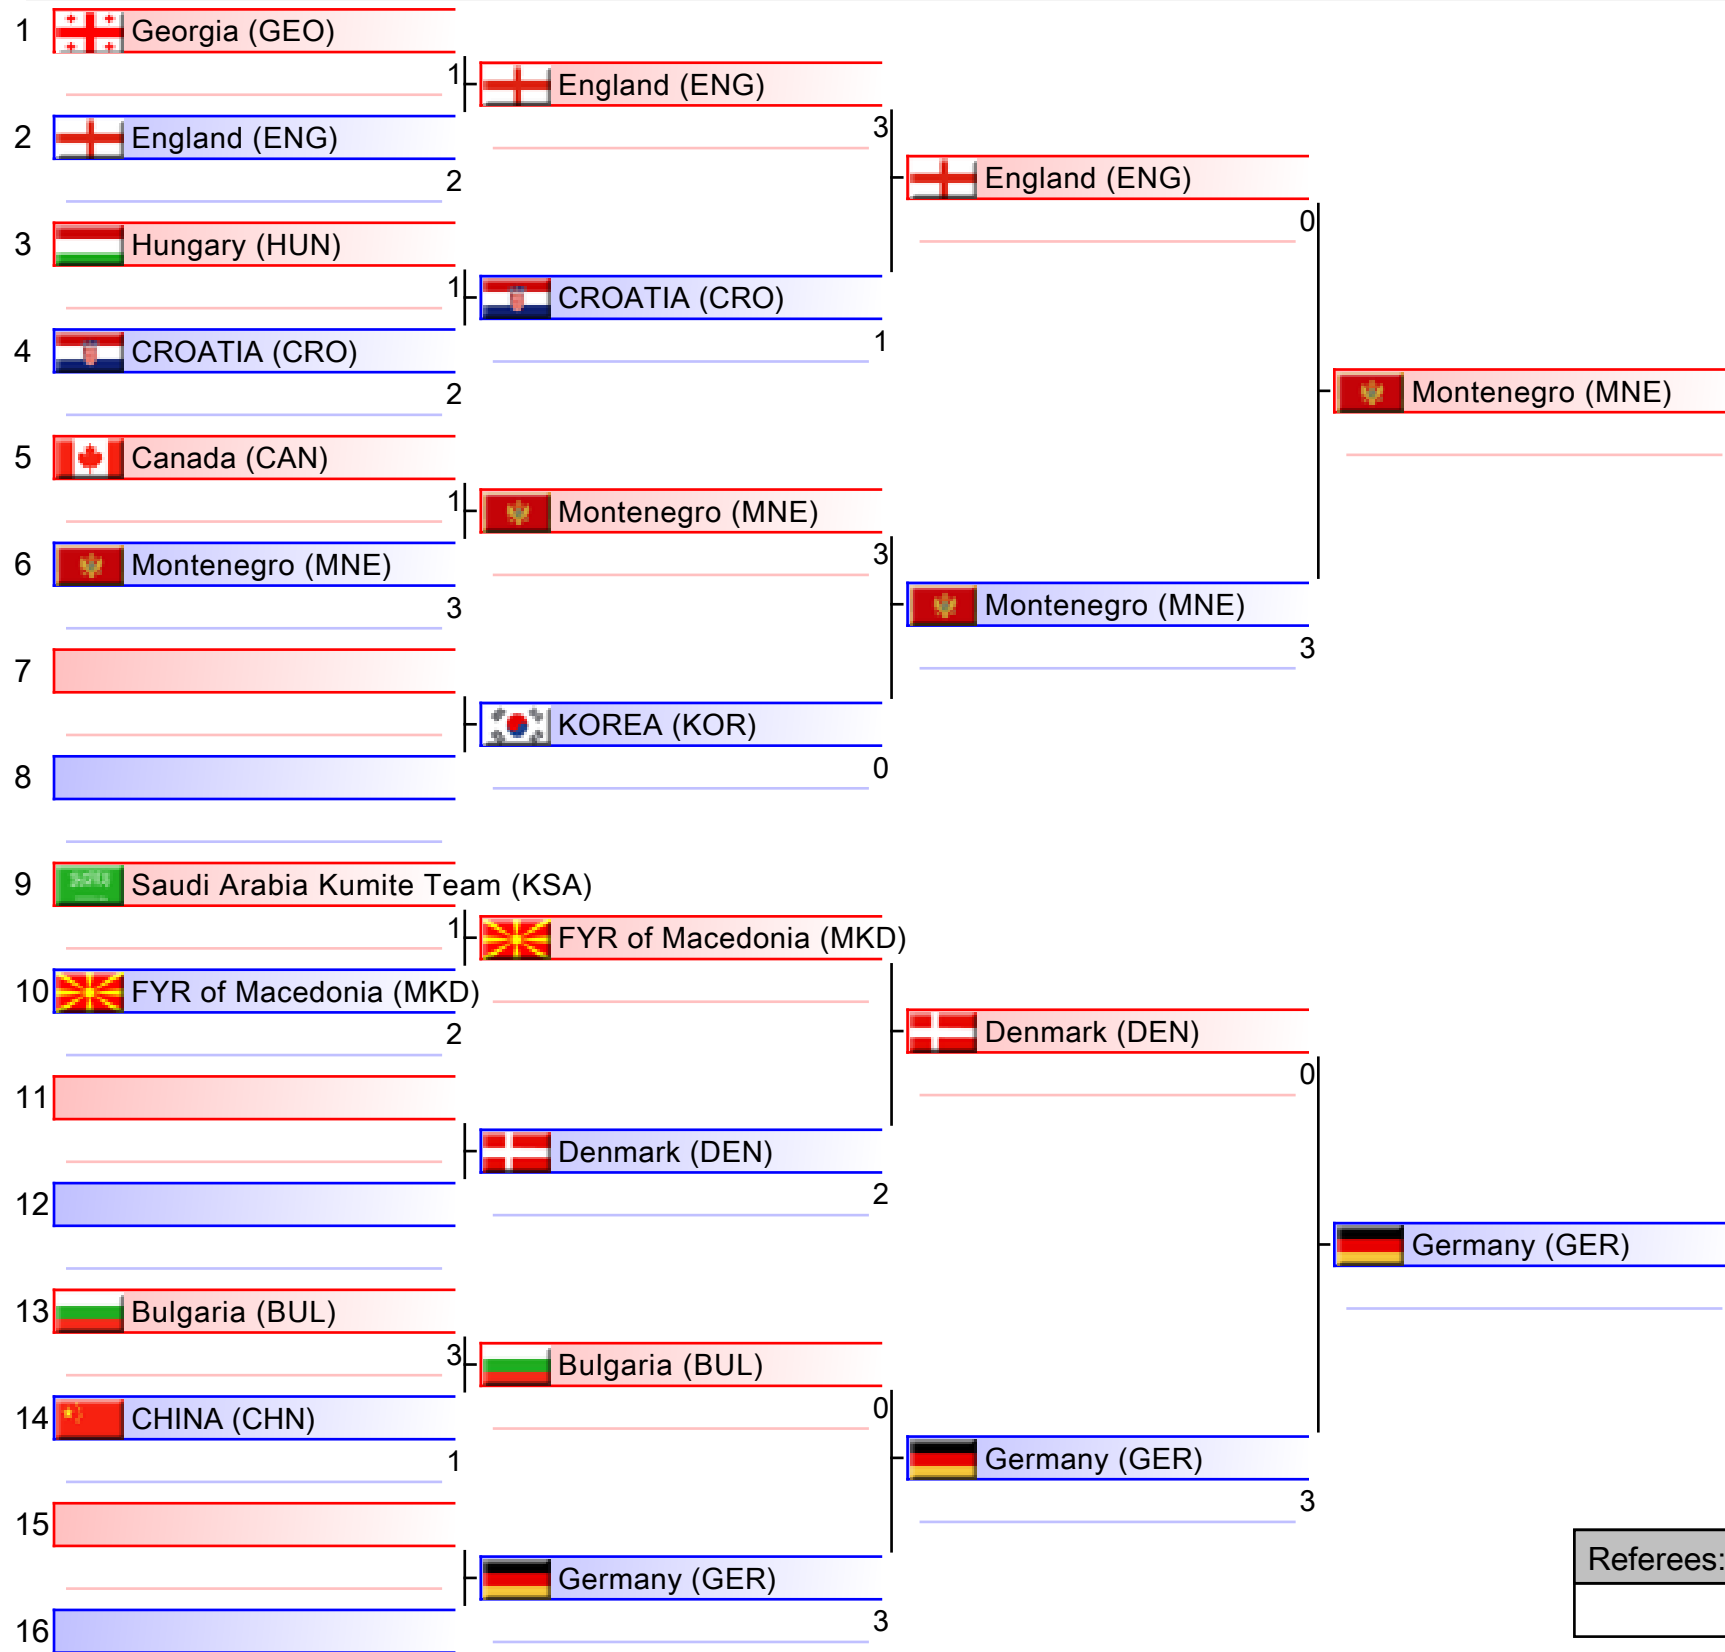 1 Georgia (GEO)
1 England (ENG)
2 England (ENG)
3
2
England (ENG)
3 Hungary (HUN)
0
1 CROATIA (CRO)
4 CROATIA (CRO)
1
2
Montenegro (MNE)
5 Canada (CAN)
1 Montenegro (MNE)
6 Montenegro (MNE)
3
3
Montenegro (MNE)
7
3
KOREA (KOR)
8
0
9 Saudi Arabia Kumite Team (KSA)
1 FYR of Macedonia (MKD)
10 FYR of Macedonia (MKD)
2
Denmark (DEN)
11
0
Denmark (DEN)
12
2
Germany (GER)
13 Bulgaria (BUL)
3 Bulgaria (BUL)
14 CHINA (CHN)
0
1
Germany (GER)
15
3
Referees:
Germany (GER)
16
3